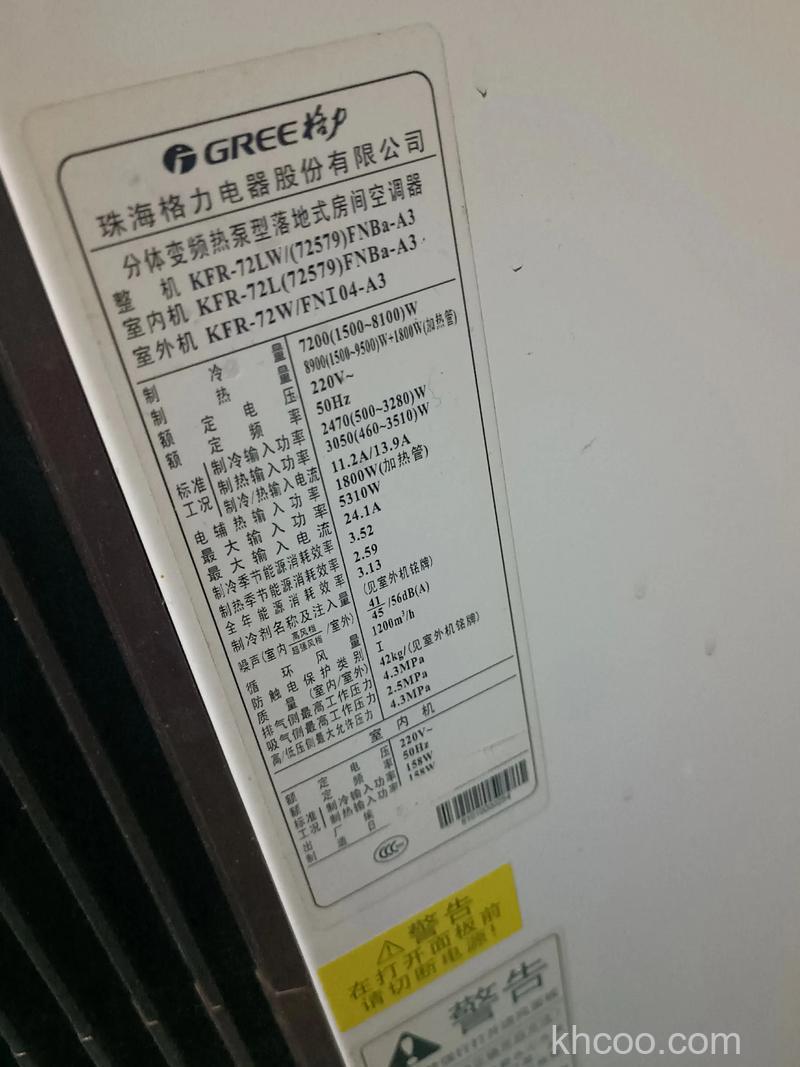 GREE格力
珠海格力电器股份有限公司
分体变频热泵型落地式房间空调器
整 机 KFR-72LW/(72579)FNBa-A3
室内机 KFR-72L(72579)FNBa-A3
室外机 KFR-72W/FNI04-A3
制冷量 7200(1500~8100)W
制热量 8900(1500~9500)W+1800W(加热管)
额定电压 220V~
额定频率 50Hz
标准工况 制冷输入功率 2470(500~3280)W
制热输入功率 3050(460~3510)W
制冷/热输入电流 11.2A/13.9A
电辅热输入功率 1800W(加热管)
最大输入功率 5310W
最大输入电流 24.1A
制冷季节能源消耗效率 3.52
制热季节能源消耗效率 2.59
全年能源消耗效率 3.13
制冷剂名称及注入量 (见室外机铭牌)
噪声(室内 高风档/超强风档 /室外) 41/45 /56dB(A)
循环风量 1200m³/h
防触电保护类别 I
质量(室内/室外) 42kg/(见室外机铭牌)
排气侧最高工作压力 4.3MPa
吸气侧最高工作压力 2.5MPa
高/低压侧最大允许压力 4.3MPa
室内机
额定电压 220V~
额定频率 50Hz
标准工况 制冷输入功率 158W
制热输入功率 158W
出厂编
制造日
CCC
警告
在打开面板前
请切断电源!
警告
khcoo.com